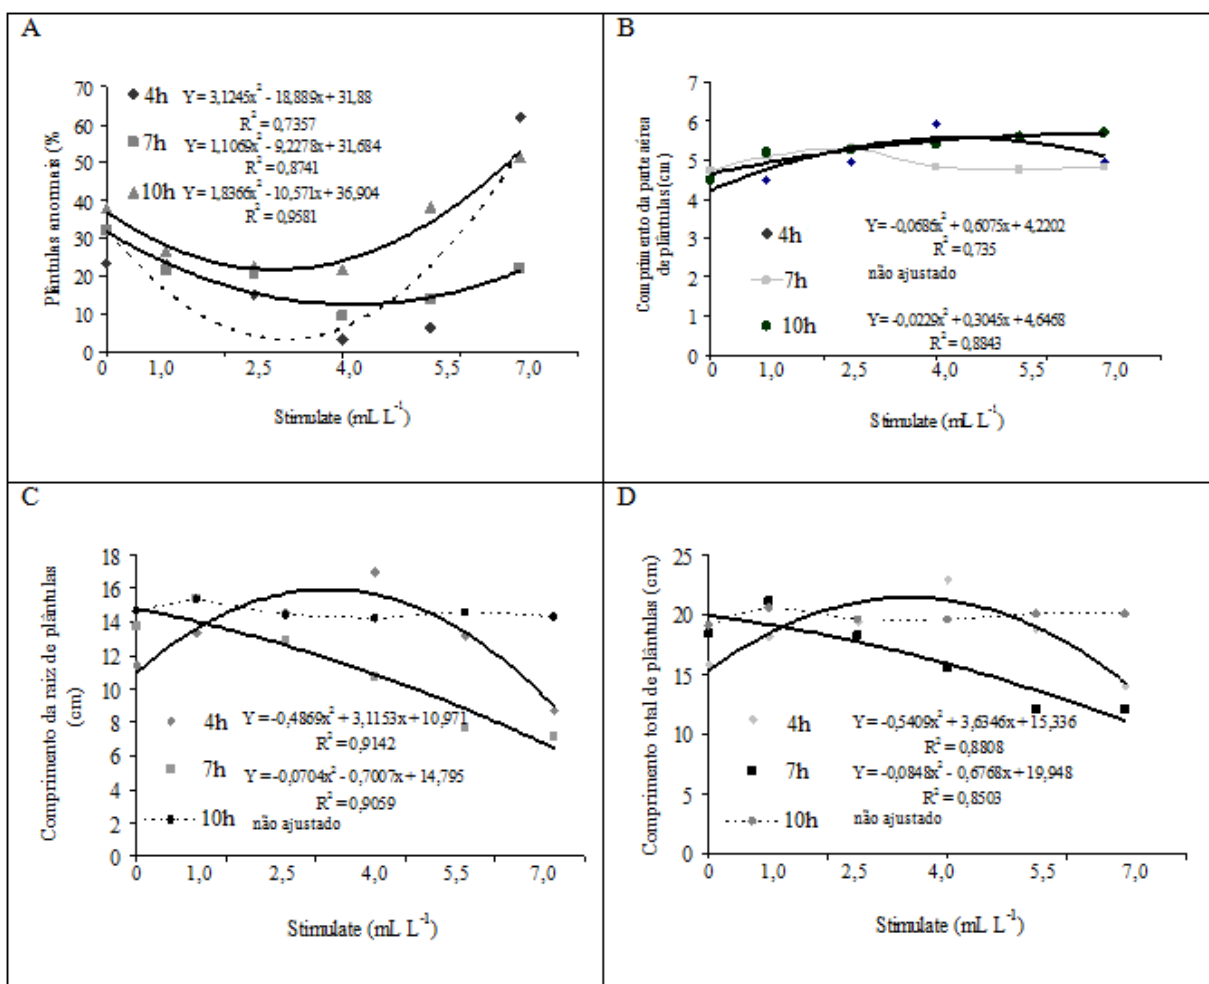 A
Plântulas anormais (%
70
60
50
40
30
20
10
0
4h Y = 3,1245x² - 18,889x + 31,88
R² = 0,7357
7h Y = 1,1069x² - 9,2278x + 31,684
R² = 0,8741
10h Y = 1,8366x² - 10,571x + 36,904
R² = 0,9581
0 1,0 2,5 4,0 5,5 7,0
Stimulate (mL L⁻¹)
B
Comprimento da parte aérea
de plântulas (cm)
7
6
5
4
3
2
1
0
4h Y = -0,0686x² + 0,6075x + 4,2202
R² = 0,735
7h não ajustado
10h Y = -0,0229x² + 0,3045x + 4,6468
R² = 0,8843
0 1,0 2,5 4,0 5,5 7,0
Stimulate (mL L⁻¹)
C
Comprimento da raiz de plântulas
(cm)
18
16
14
12
10
8
6
4
2
0
4h Y = -0,4869x² + 3,1153x + 10,971
R² = 0,9142
7h Y = -0,0704x² - 0,7007x + 14,795
R² = 0,9059
10h não ajustado
0 1,0 2,5 4,0 5,5 7,0
Stimulate (mL L⁻¹)
D
Comprimento total de plântulas (cm)
25
20
15
10
5
0
4h Y = -0,5409x² + 3,6346x + 15,336
R² = 0,8808
7h Y = -0,0848x² - 0,6768x + 19,948
R² = 0,8503
10h não ajustado
0 1,0 2,5 4,0 5,5 7,0
Stimulate (mL L⁻¹)